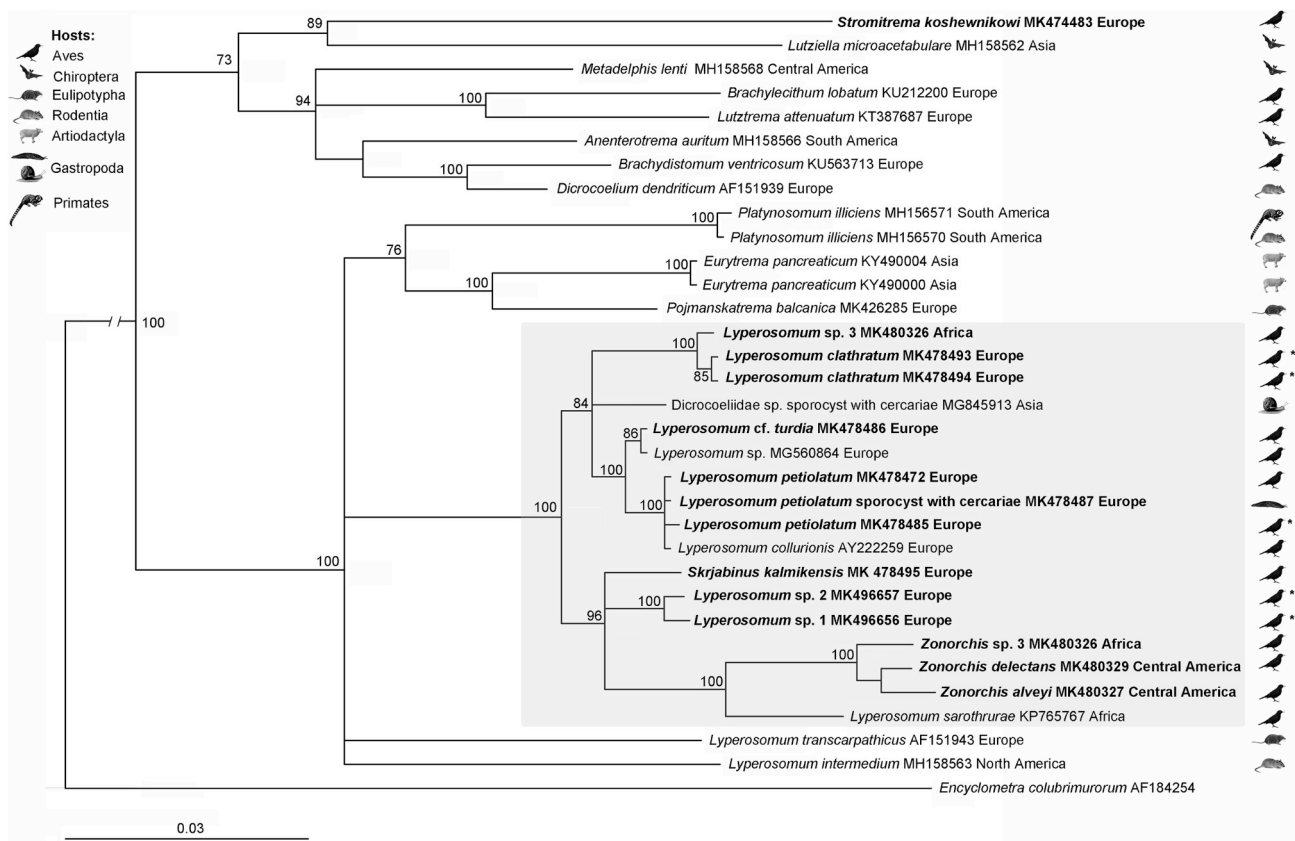 Hosts:
Aves
Chiroptera
Eulipotypha
Rodentia
Artiodactyla
Gastropoda
Primates
89
73
94
100
100
100
76
100
100
100
100
100
85
84
86
100
100
100
100
96
100
100
100
Stromitrema koshewnikowi MK474483 Europe
Lutziella microacetabulare MH158562 Asia
Metadelphis lenti MH158568 Central America
Brachylecithum lobatum KU212200 Europe
Lutztrema attenuatum KT387687 Europe
Anenterotrema auritum MH158566 South America
Brachydistomum ventricosum KU563713 Europe
Dicrocoelium dendriticum AF151939 Europe
Platynosomum illiciens MH156571 South America
Platynosomum illiciens MH156570 South America
Eurytrema pancreaticum KY490004 Asia
Eurytrema pancreaticum KY490000 Asia
Pojmanskatrema balcanica MK426285 Europe
Lyperosomum sp. 3 MK480326 Africa
Lyperosomum clathratum MK478493 Europe *
Lyperosomum clathratum MK478494 Europe *
Dicrocoeliidae sp. sporocyst with cercariae MG845913 Asia
Lyperosomum cf. turdia MK478486 Europe
Lyperosomum sp. MG560864 Europe
Lyperosomum petiolatum MK478472 Europe
Lyperosomum petiolatum sporocyst with cercariae MK478487 Europe
Lyperosomum petiolatum MK478485 Europe *
Lyperosomum collurionis AY222259 Europe
Skrjabinus kalmikensis MK 478495 Europe
Lyperosomum sp. 2 MK496657 Europe *
Lyperosomum sp. 1 MK496656 Europe *
Zonorchis sp. 3 MK480326 Africa
Zonorchis delectans MK480329 Central America
Zonorchis alveyi MK480327 Central America
Lyperosomum sarothrurae KP765767 Africa
Lyperosomum transcarpathicus AF151943 Europe
Lyperosomum intermedium MH158563 North America
Encyclometra colubrimurorum AF184254
0.03